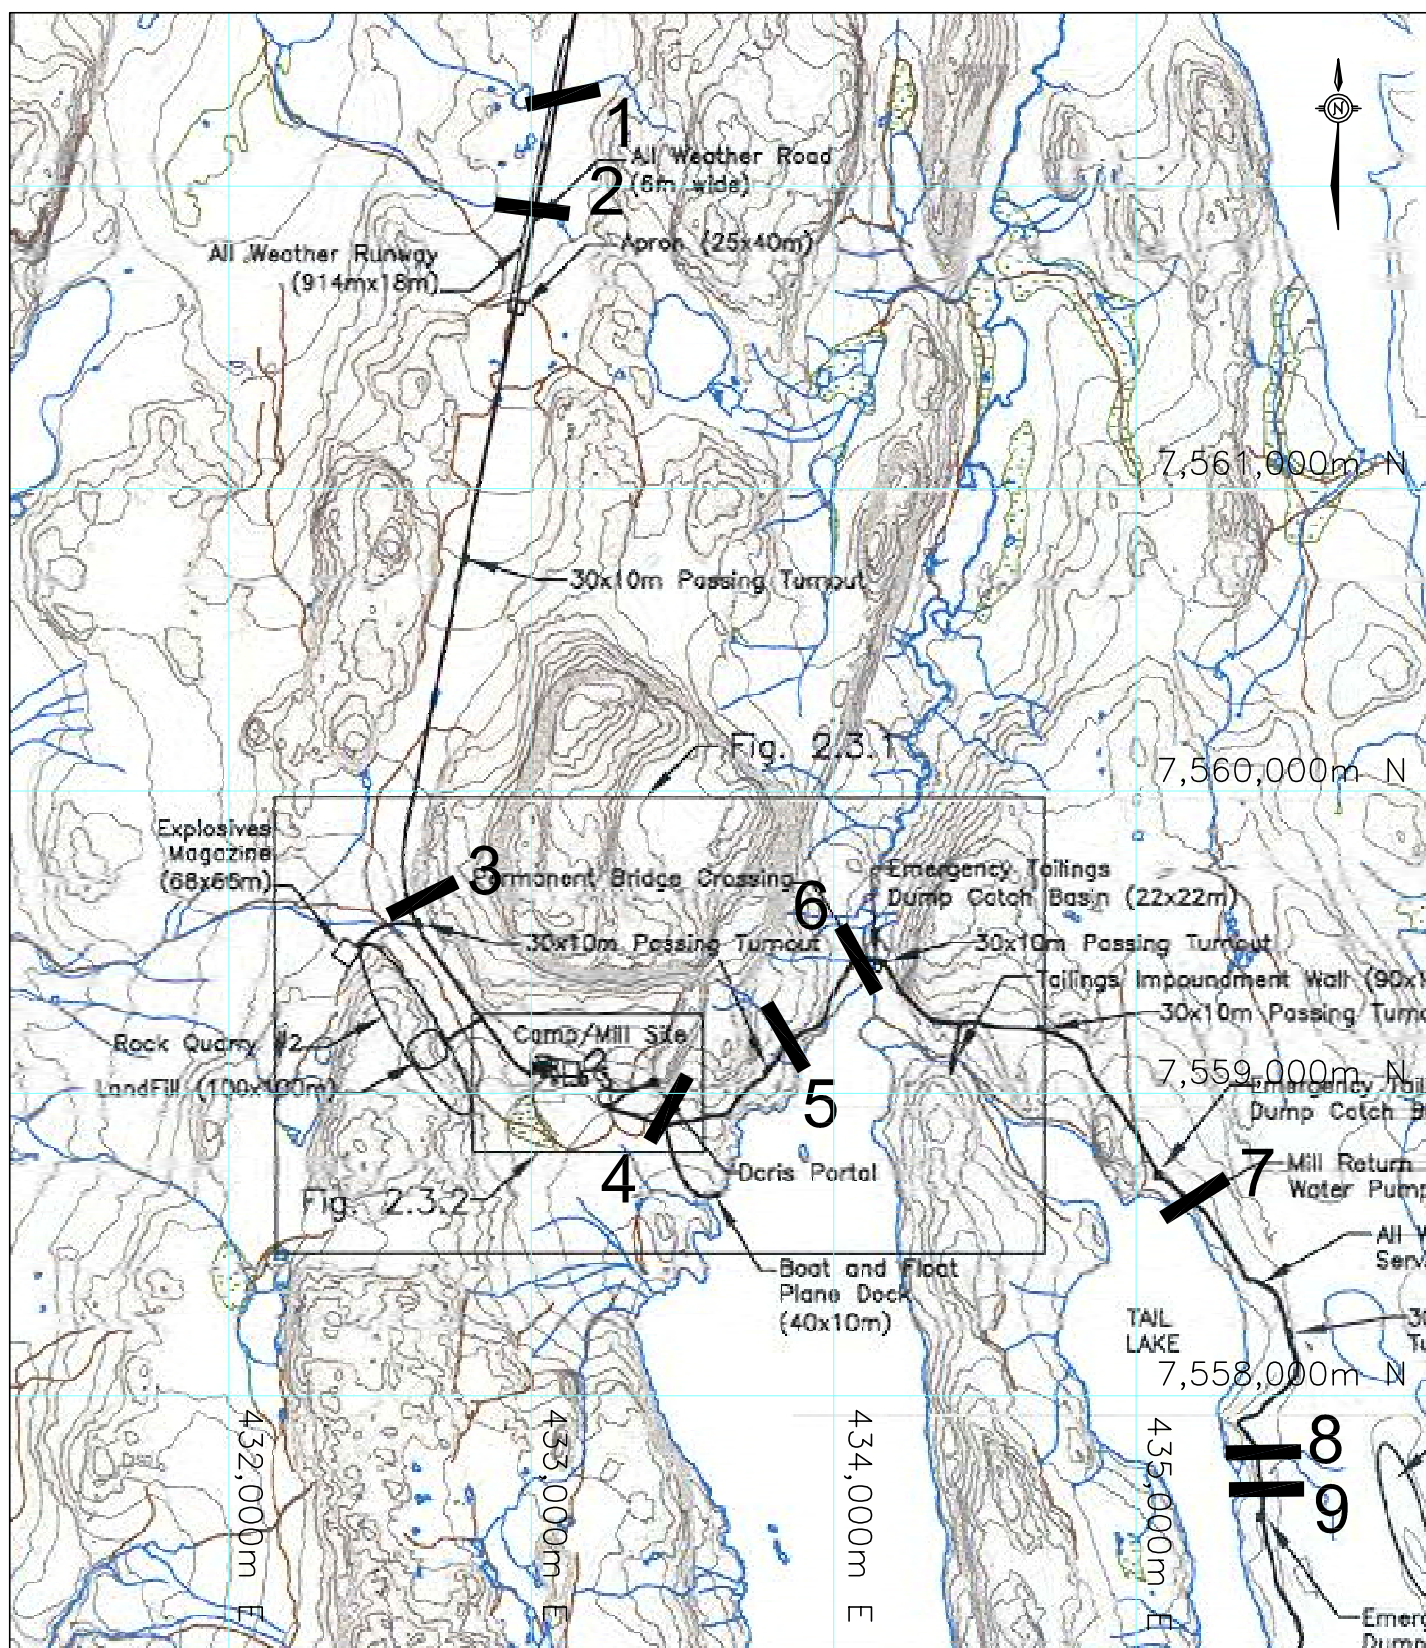 N
1
All Weather Road
(6m wide)
2
Apron (25x40m)
All Weather Runway
(914mx18m)
7,561,000m N
30x10m Passing Turnout
Fig. 2.3.1
7,560,000m N
Explosives
Magazine
(68x66m)
3
Bridge Crossing
6
Emergency Tailings
Dump Catch Basin (22x22m)
30x10m Passing Turnout
30x10m Passing Turnout
Tailings Impoundment Wall
30x10m Passing
Rock Quarry #2
Camp/Mill Site
LandFill (100x100m)
5
7,559,000m N
Emergency
Dump Catch
4
Doris Portal
7
Mill Return
Water
Fig. 2.3.2
All
Boat and Float
Plane Dock
(40x10m)
TAIL
LAKE
7,558,000m N
8
9
432,000m E
433,000m E
434,000m E
435,000m E